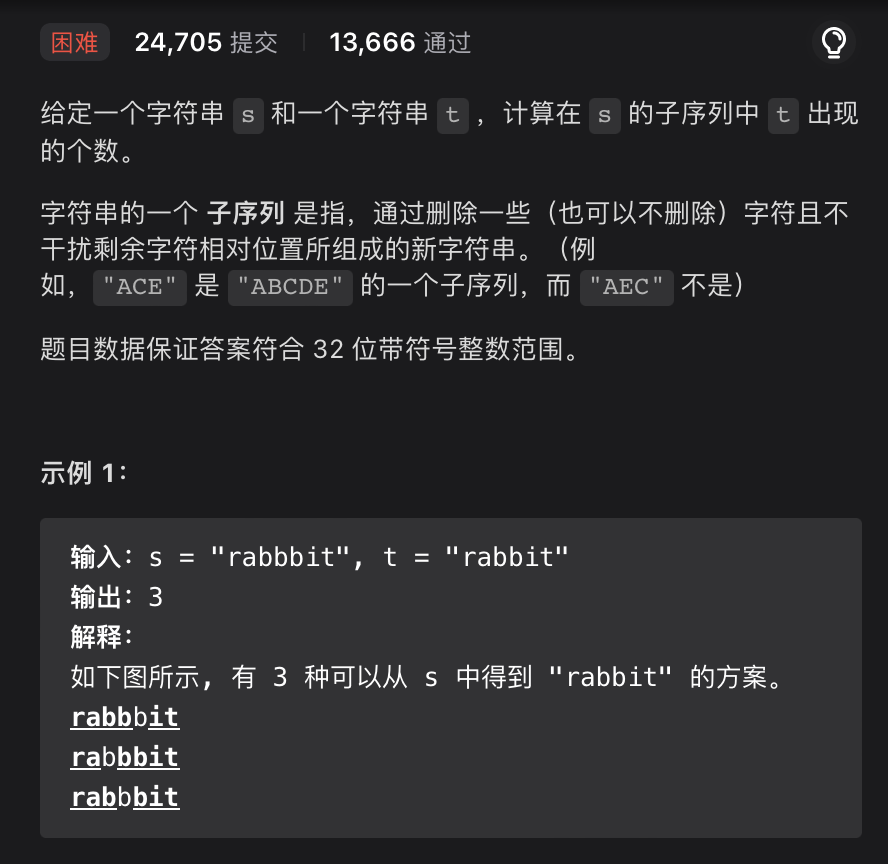 困难 24,705 提交 13,666 通过
给定一个字符串 s 和一个字符串 t ，计算在 s 的子序列中 t 出现
的个数。
字符串的一个 子序列 是指，通过删除一些（也可以不删除）字符且不
干扰剩余字符相对位置所组成的新字符串。（例
如，"ACE" 是 "ABCDE" 的一个子序列，而 "AEC" 不是）
题目数据保证答案符合 32 位带符号整数范围。
示例 1：
输入：s = "rabbbit", t = "rabbit"
输出：3
解释：
如下图所示, 有 3 种可以从 s 中得到 "rabbit" 的方案。
rabbbit
rabbbit
rabbbit